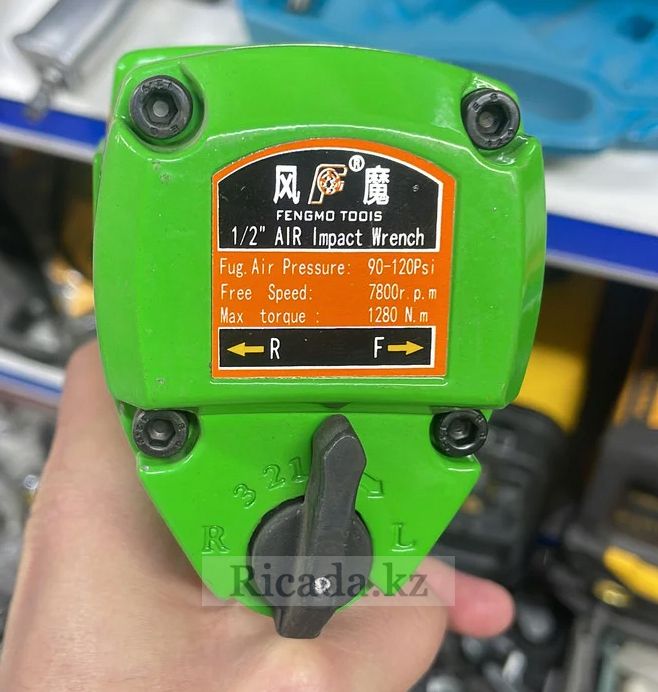 风 F ® 魔
FENGMO TOOIS
1/2" AIR Impact Wrench
Fug. Air Pressure: 90-120Psi
Free Speed: 7800r.p.m
Max torque : 1280 N.m
← R F →
3 2 1
R L
Ricada.kz